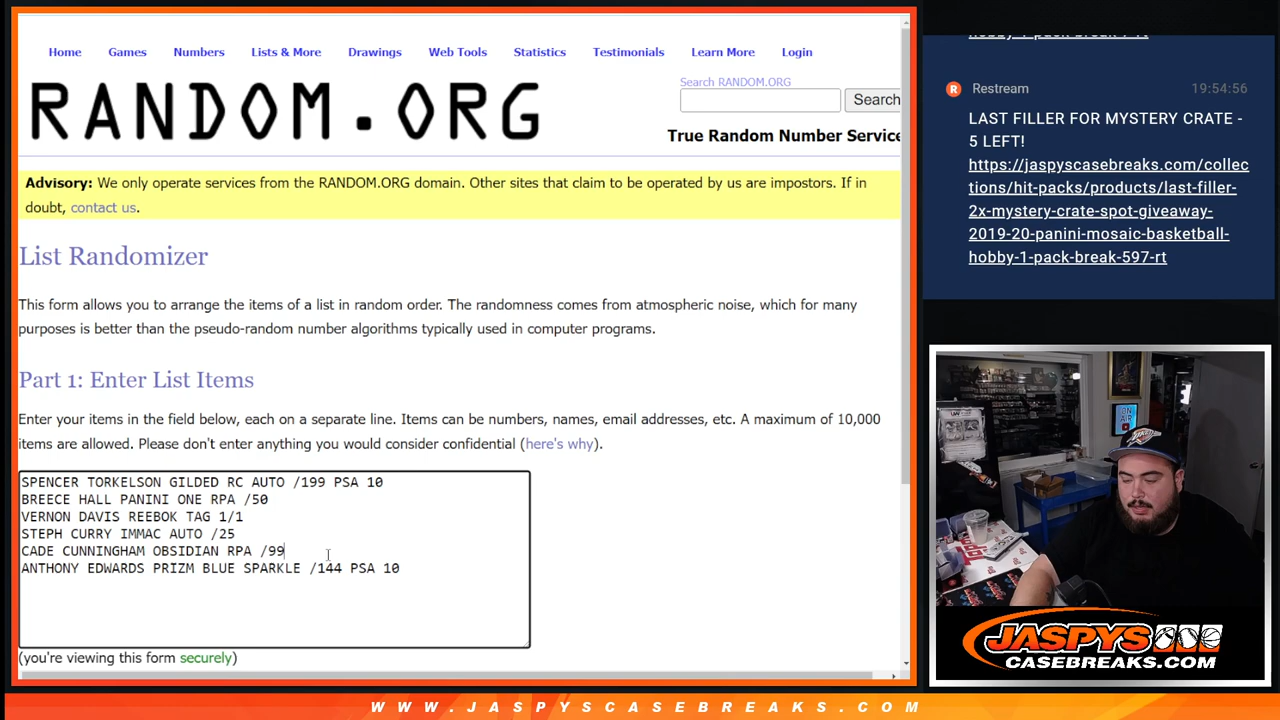 Home Games Numbers Lists & More Drawings Web Tools Statistics Testimonials Learn More Login
RANDOM.ORG
Search RANDOM.ORG
Search
True Random Number Service
Advisory: We only operate services from the RANDOM.ORG domain. Other sites that claim to be operated by us are impostors. If in
doubt, contact us.
List Randomizer
This form allows you to arrange the items of a list in random order. The randomness comes from atmospheric noise, which for many
purposes is better than the pseudo-random number algorithms typically used in computer programs.
Part 1: Enter List Items
Enter your items in the field below, each on a separate line. Items can be numbers, names, email addresses, etc. A maximum of 10,000
items are allowed. Please don't enter anything you would consider confidential (here's why).
SPENCER TORKELSON GILDED RC AUTO /199 PSA 10
BREECE HALL PANINI ONE RPA /50
VERNON DAVIS REEBOK TAG 1/1
STEPH CURRY IMMAC AUTO /25
CADE CUNNINGHAM OBSIDIAN RPA /99
ANTHONY EDWARDS PRIZM BLUE SPARKLE /144 PSA 10
(you're viewing this form securely)
hobby-1-pack-break-1-rt
Restream 19:54:56
LAST FILLER FOR MYSTERY CRATE -
5 LEFT!
https://jaspyscasebreaks.com/collec
tions/hit-packs/products/last-filler-
2x-mystery-crate-spot-giveaway-
2019-20-panini-mosaic-basketball-
hobby-1-pack-break-597-rt
ON
AIR
JASPYS
CASEBREAKS.COM
WWW.JASPYSCASEBREAKS.COM